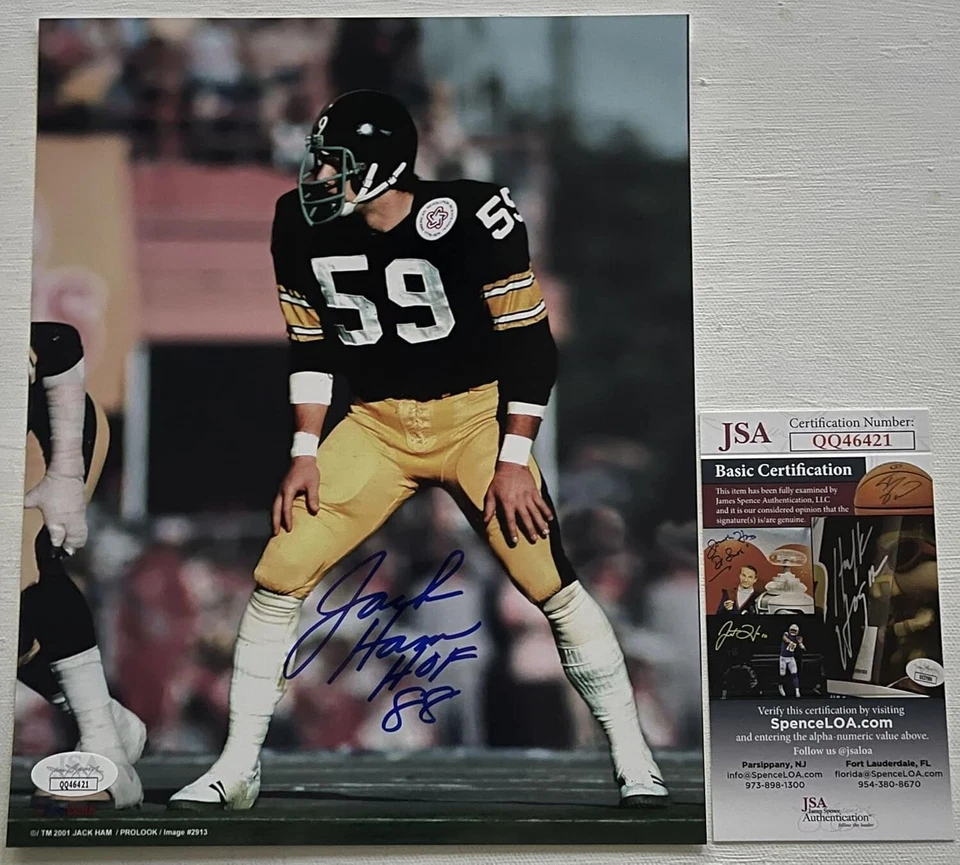 9
59
59
Jack
Ham
HOF
88
QQ46421
©/ TM 2001 JACK HAM / PROLOOK / Image #2913
JSA
Certification Number:
QQ46421
Basic Certification
This item has been fully examined by
James Spence Authentication, LLC
and it is our considered opinion that the
signature(s) is/are genuine.
Verify this certification by visiting
SpenceLOA.com
and entering the alpha-numeric value above.
Follow us @jsaloa
Parsippany, NJ
info@SpenceLOA.com
973-898-1300
Fort Lauderdale, FL
florida@SpenceLOA.com
954-380-8670
JSA
James Spence
Authentication